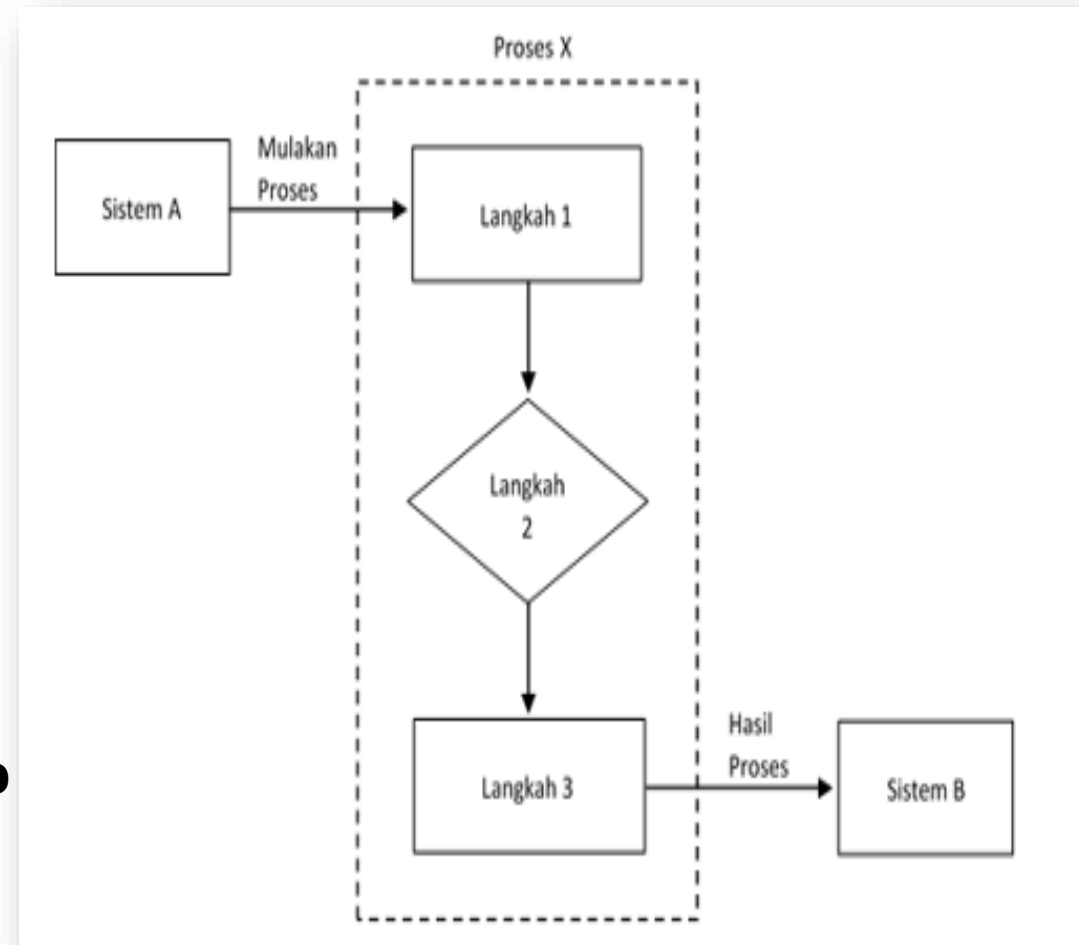 Proses X
Sistem A
Mulakan
Proses
Langkah 1
Langkah
2
Langkah 3
Hasil
Proses
Sistem B